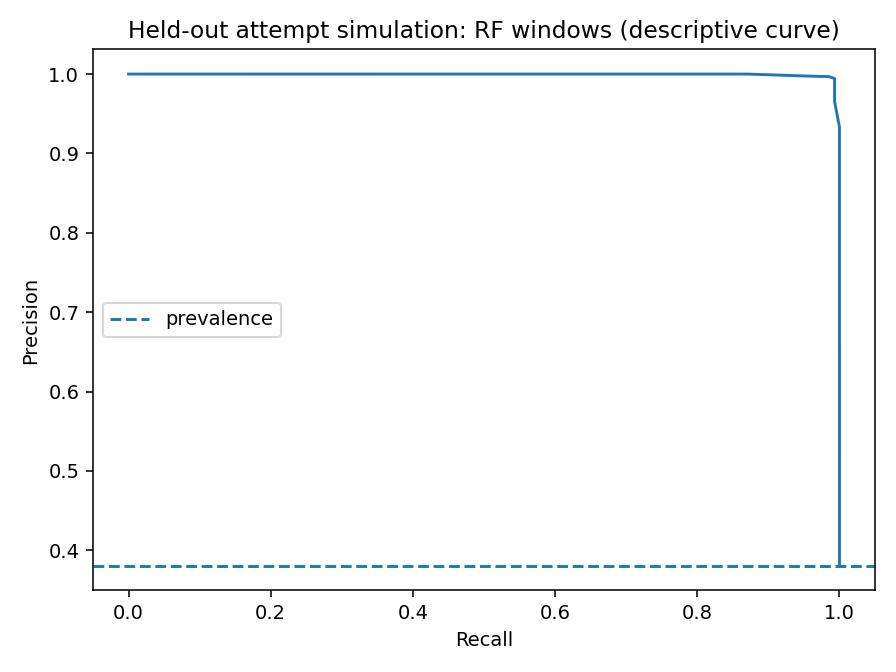 Held-out attempt simulation: RF windows (descriptive curve)
Precision
1.0
0.9
0.8
0.7
0.6
0.5
0.4
prevalence
0.0 0.2 0.4 0.6 0.8 1.0
Recall